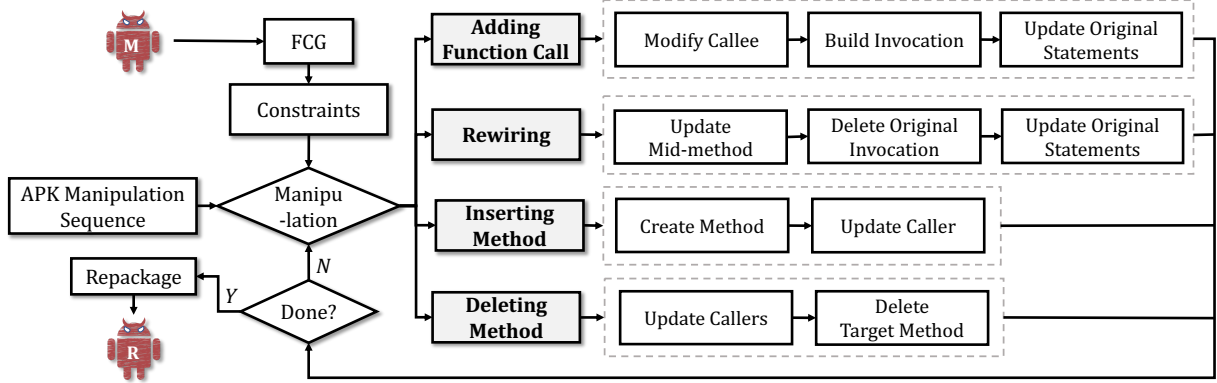 M
FCG
Constraints
APK Manipulation
Sequence
Manipu
-lation
Repackage
Y
N
Done?
R
Adding
Function Call
Modify Callee
Build Invocation
Update Original
Statements
Rewiring
Update
Mid-method
Delete Original
Invocation
Update Original
Statements
Inserting
Method
Create Method
Update Caller
Deleting
Method
Update Callers
Delete
Target Method